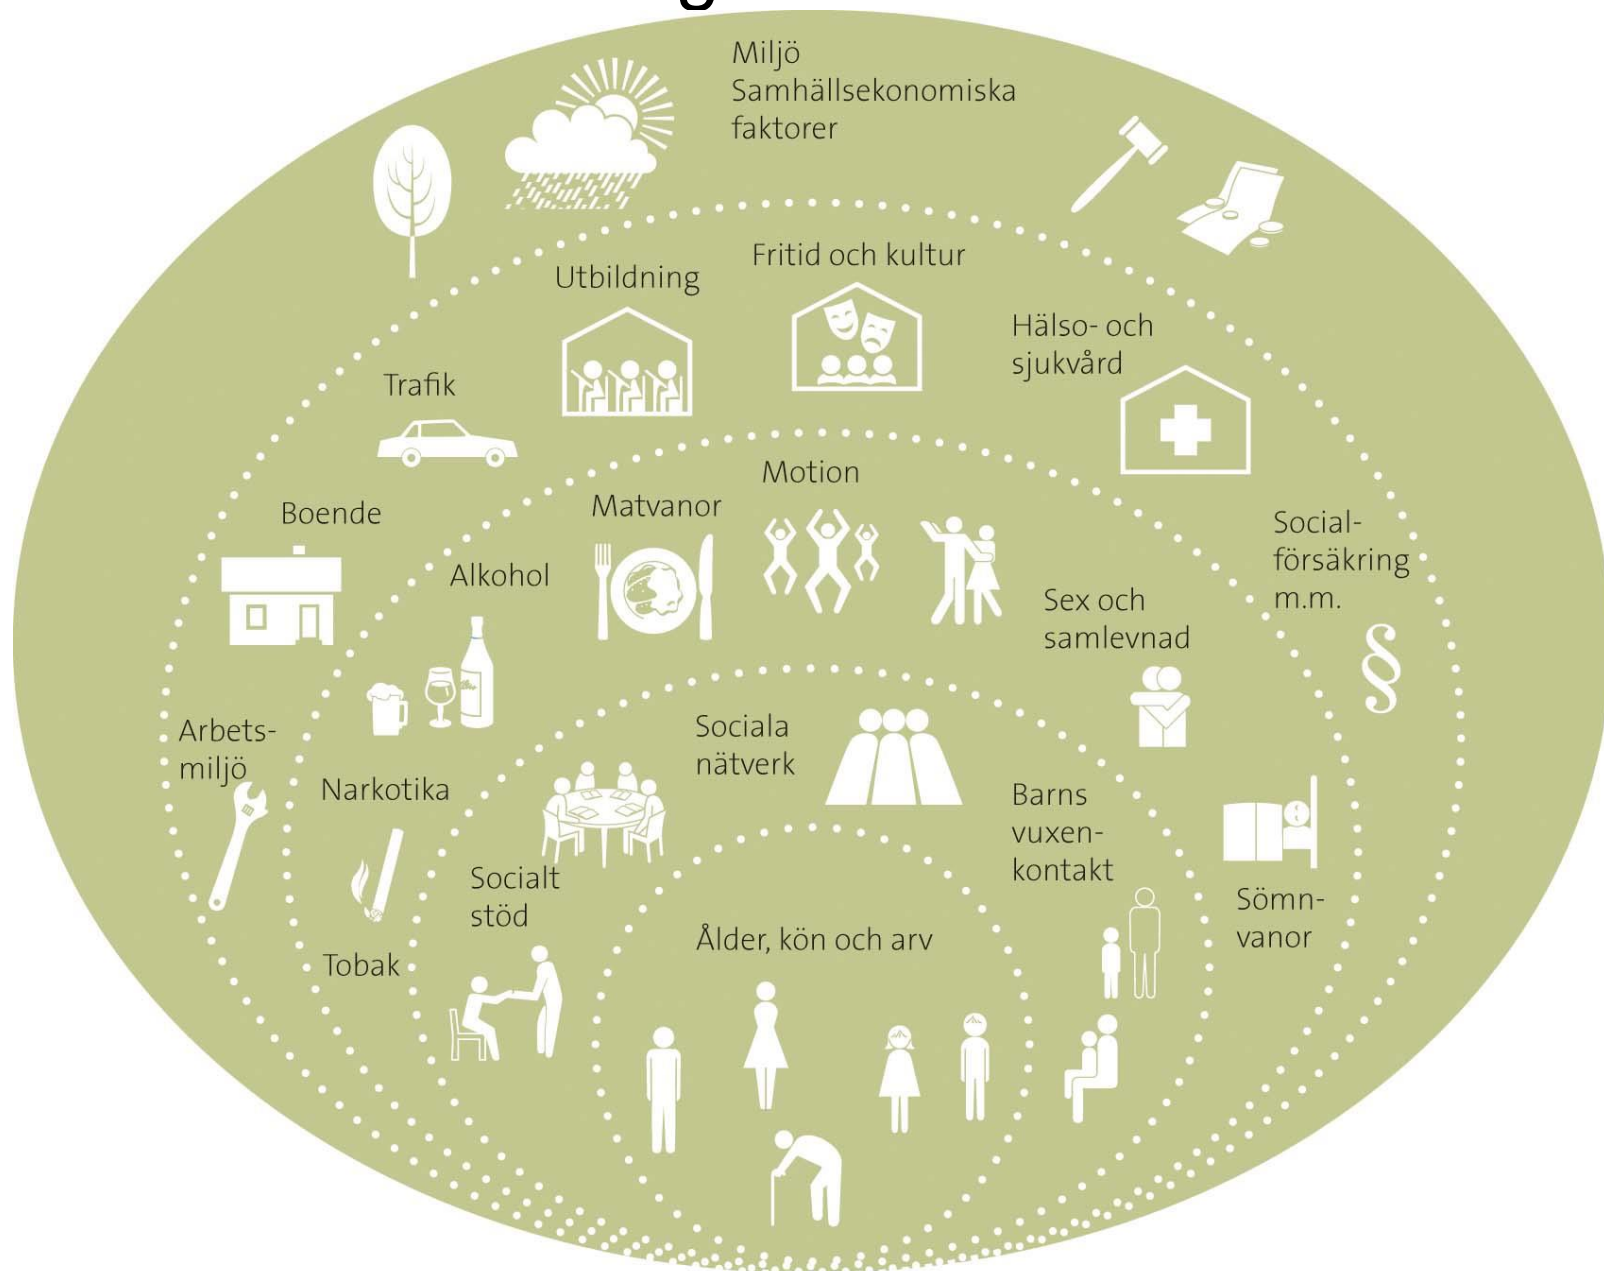 Miljö
Samhällsekonomiska
faktorer
Fritid och kultur
Utbildning
Hälso- och
sjukvård
Trafik
Motion
Matvanor
Boende
Social-
försäkring
m.m.
Alkohol
Sex och
samlevnad
Sociala
nätverk
Arbets-
miljö
Narkotika
Barns
vuxen-
kontakt
Socialt
stöd
Sömn-
vanor
Ålder, kön och arv
Tobak
§